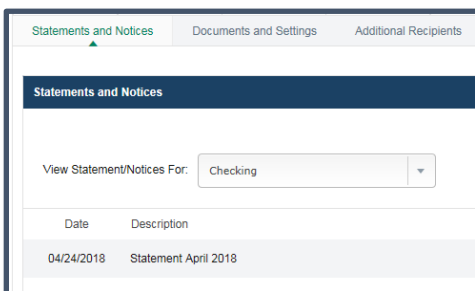 Statements and Notices Documents and Settings Additional Recipients
Statements and Notices
View Statement/Notices For: Checking
Date Description
04/24/2018 Statement April 2018